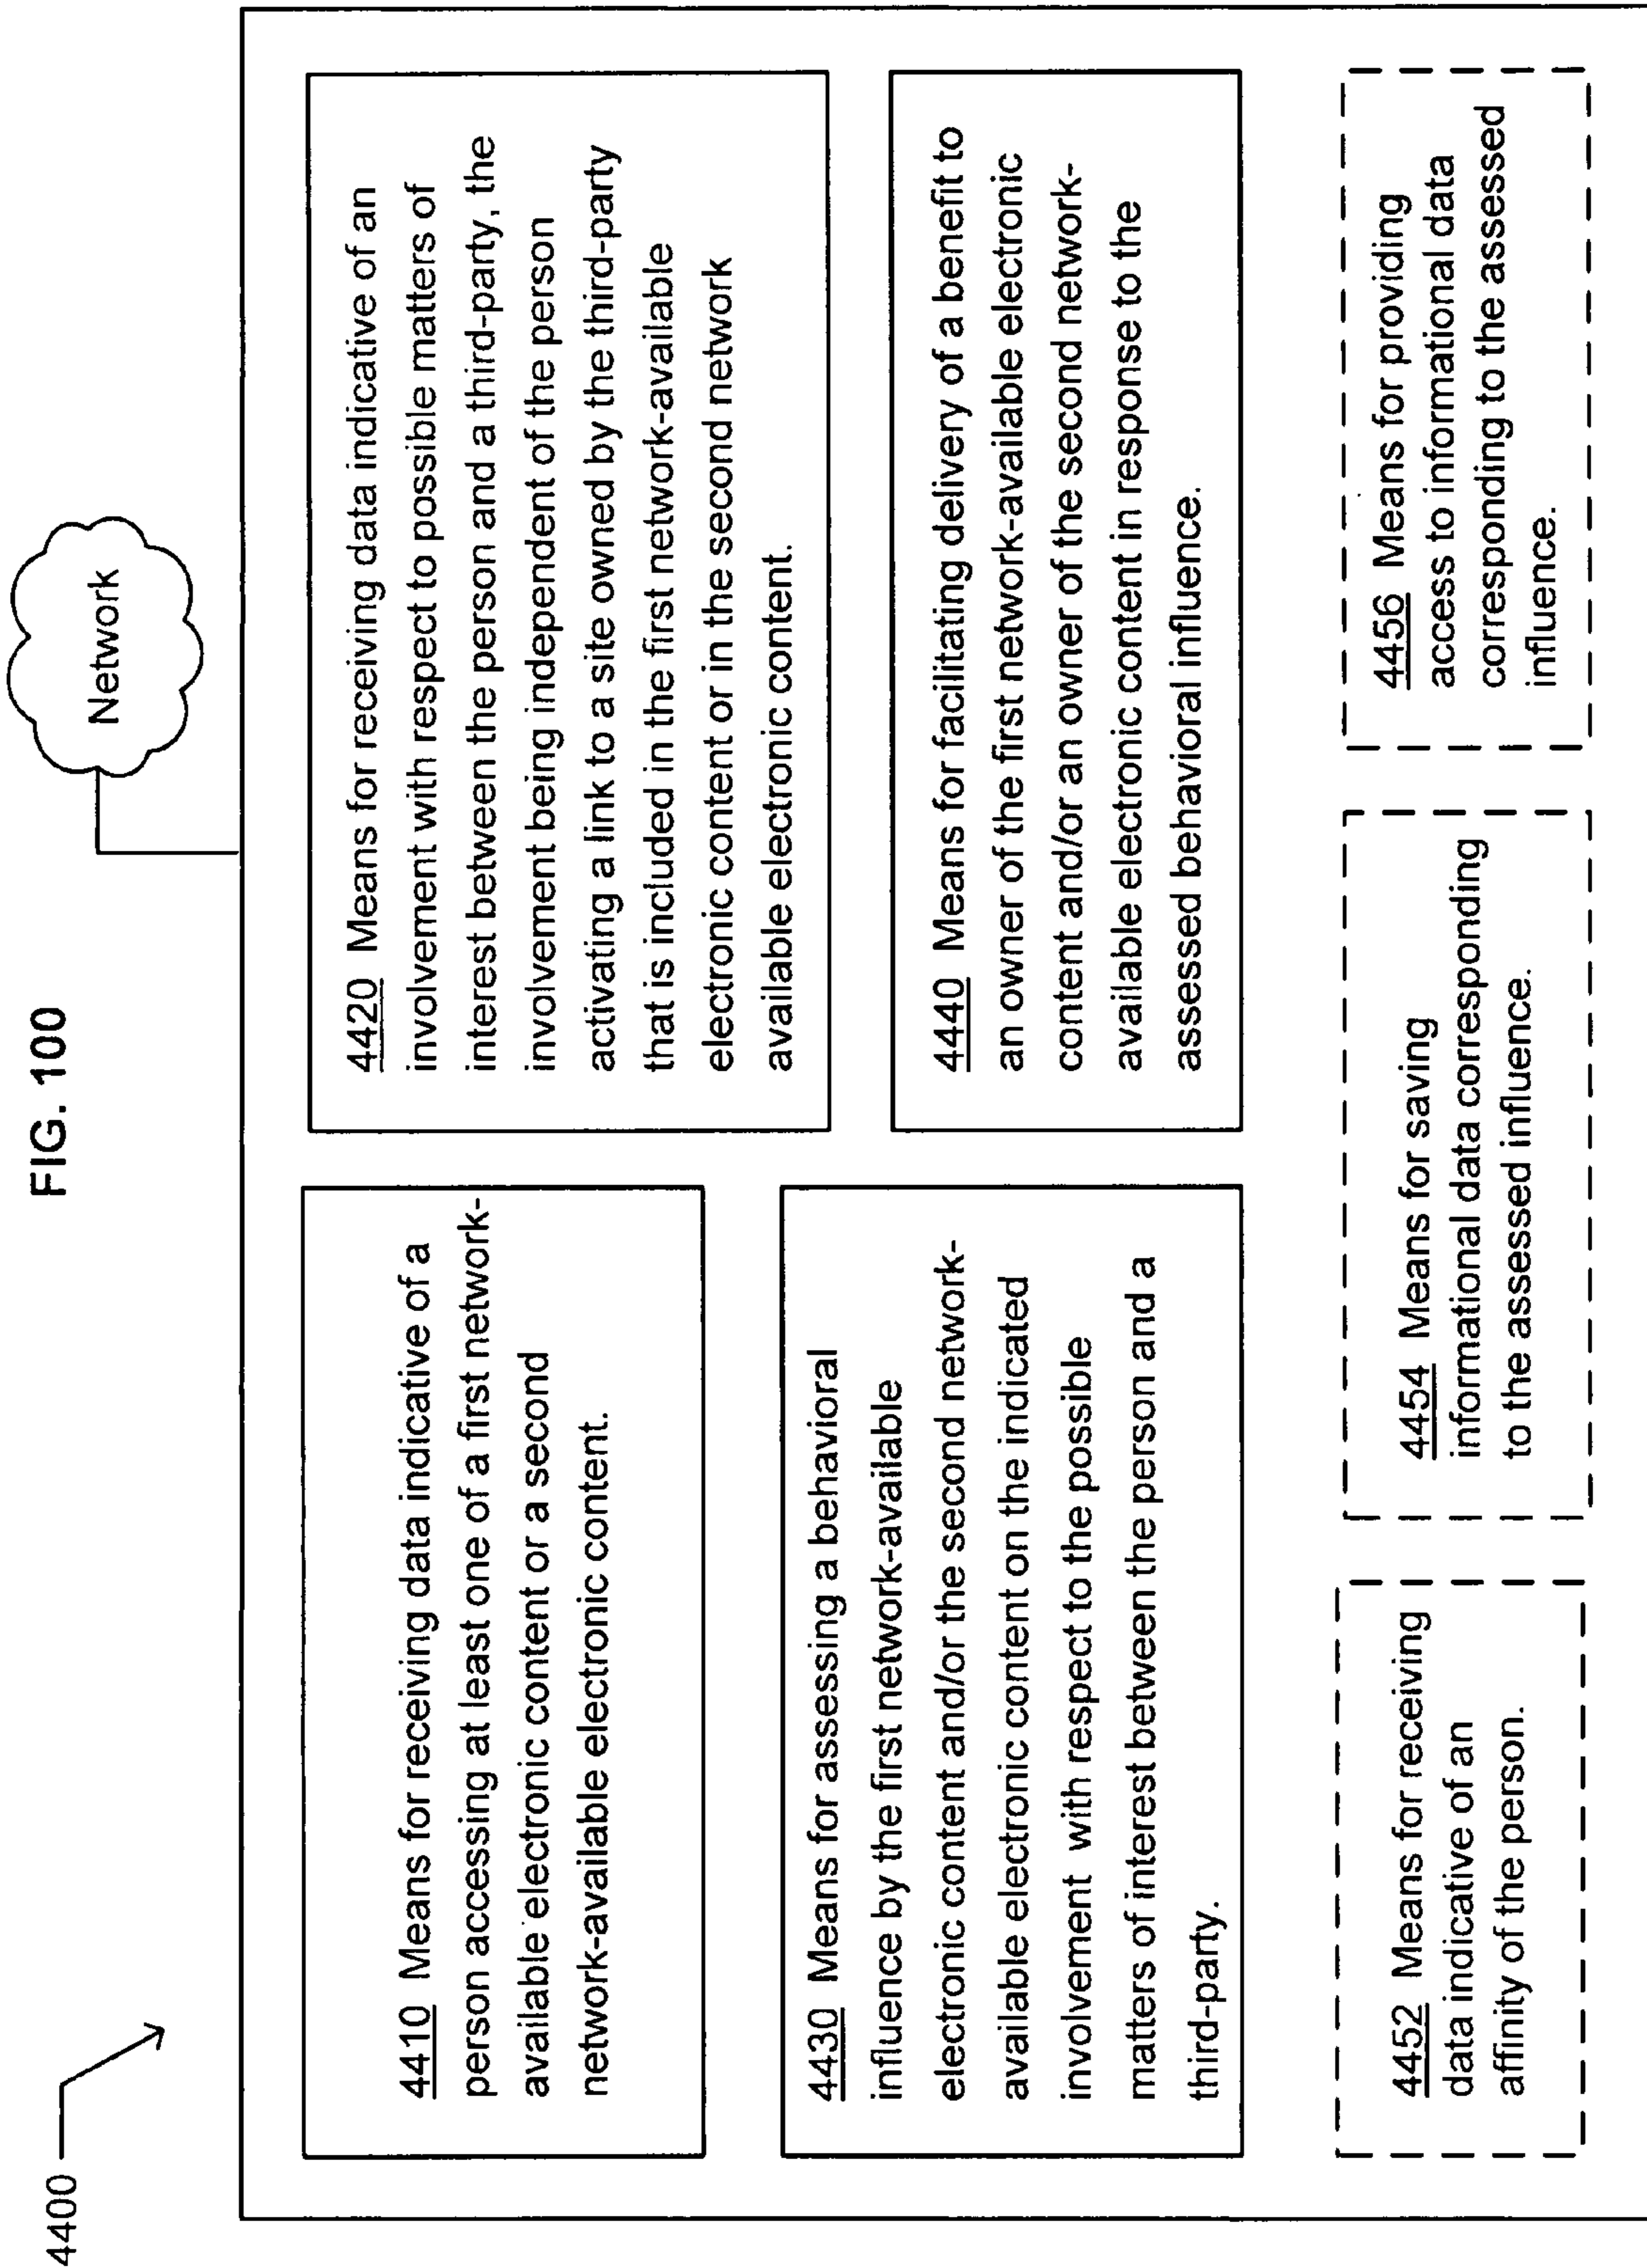 FIG. 100
4400
Network
4410 Means for receiving data indicative of a
person accessing at least one of a first network-
available electronic content or a second
network-available electronic content.
4420 Means for receiving data indicative of an
involvement with respect to possible matters of
interest between the person and a third-party, the
involvement being independent of the person
activating a link to a site owned by the third-party
that is included in the first network-available
electronic content or in the second network
available electronic content.
4430 Means for assessing a behavioral
influence by the first network-available
electronic content and/or the second network-
available electronic content on the indicated
involvement with respect to the possible
matters of interest between the person and a
third-party.
4440 Means for facilitating delivery of a benefit to
an owner of the first network-available electronic
content and/or an owner of the second network-
available electronic content in response to the
assessed behavioral influence.
4452 Means for receiving
data indicative of an
affinity of the person.
4454 Means for saving
informational data corresponding
to the assessed influence.
4456 Means for providing
access to informational data
corresponding to the assessed
influence.